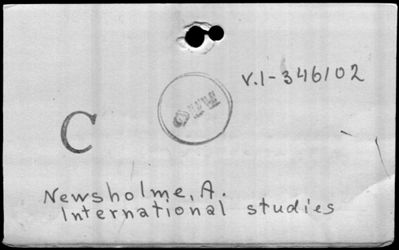 v.1-346102
C
Newsholme, A.
International studies